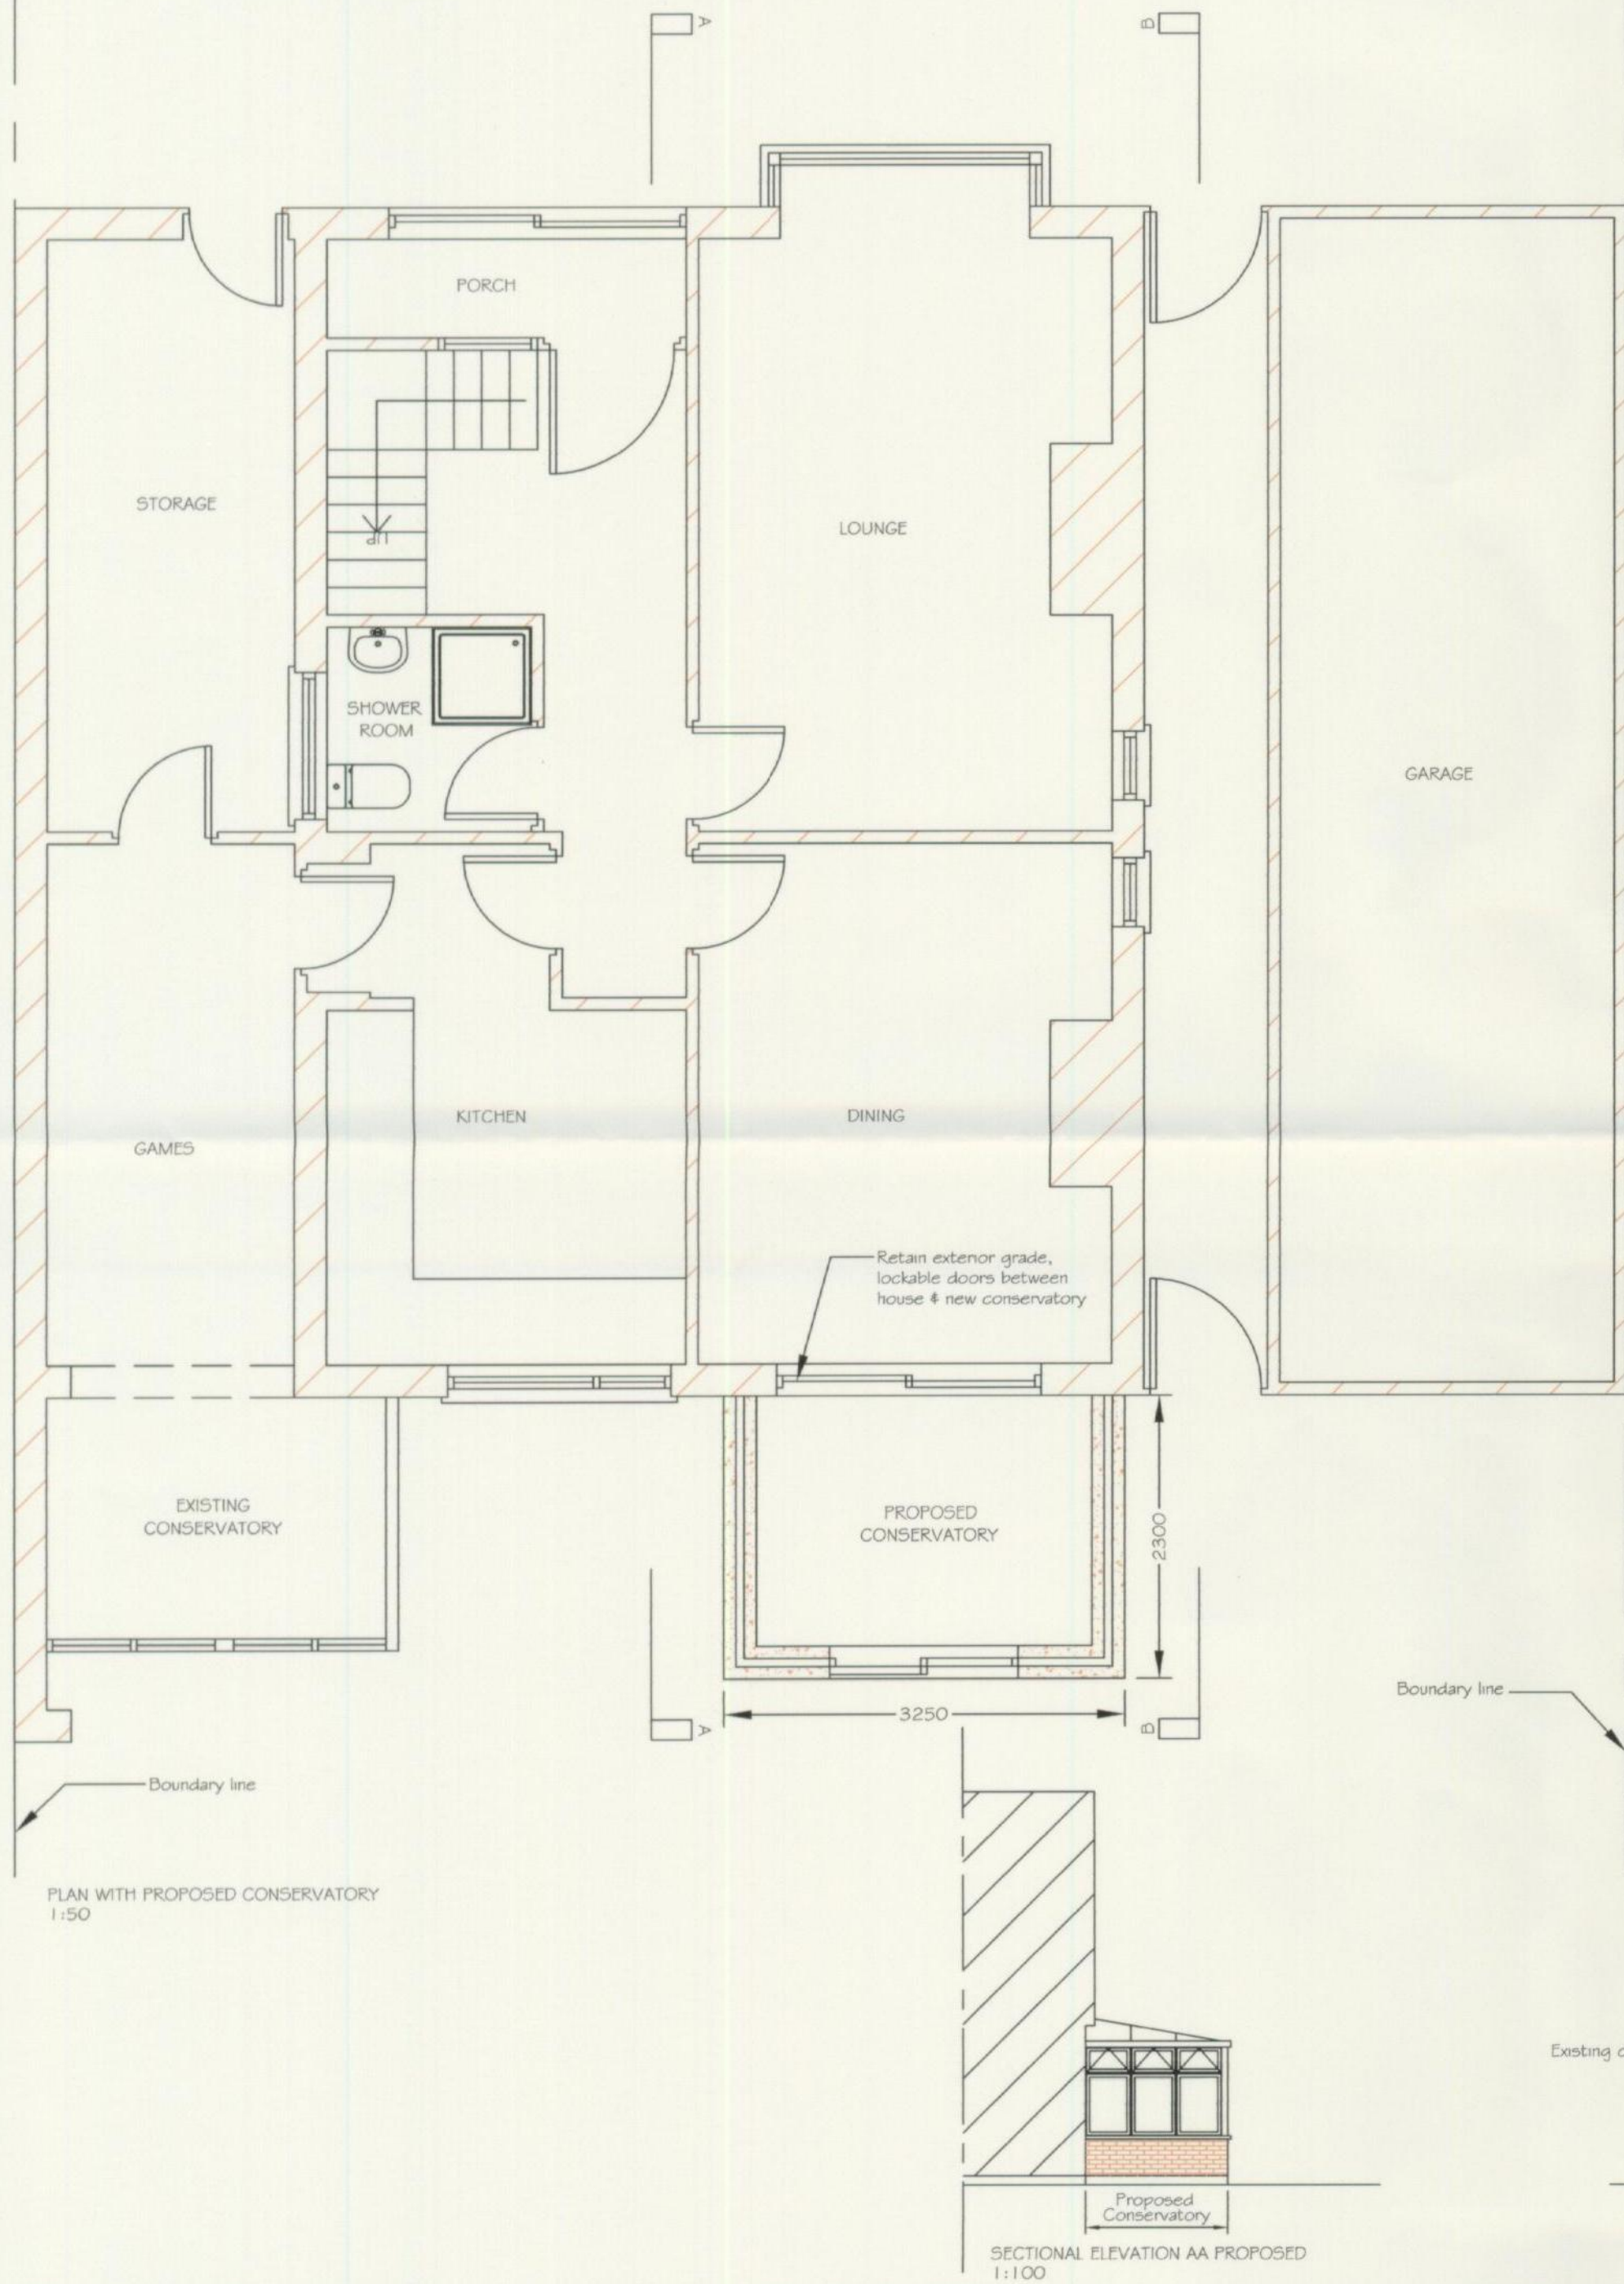 A
B
PORCH
STORAGE
UP
LOUNGE
SHOWER
ROOM
GARAGE
KITCHEN
DINING
GAMES
Retain exterior grade,
lockable doors between
house & new conservatory
EXISTING
CONSERVATORY
PROPOSED
CONSERVATORY
2300
3250
A
B
Boundary line
Boundary line
PLAN WITH PROPOSED CONSERVATORY
1:50
Existing
Proposed
Conservatory
SECTIONAL ELEVATION AA PROPOSED
1:100